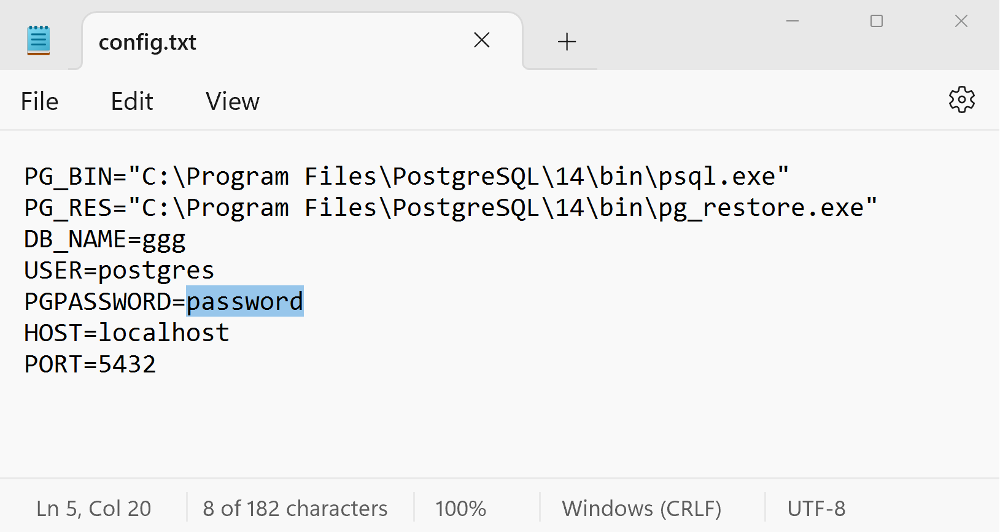 config.txt
File Edit View
PG_BIN="C:\Program Files\PostgreSQL\14\bin\psql.exe"
PG_RES="C:\Program Files\PostgreSQL\14\bin\pg_restore.exe"
DB_NAME=ggg
USER=postgres
PGPASSWORD=password
HOST=localhost
PORT=5432
Ln 5, Col 20 8 of 182 characters 100% Windows (CRLF) UTF-8